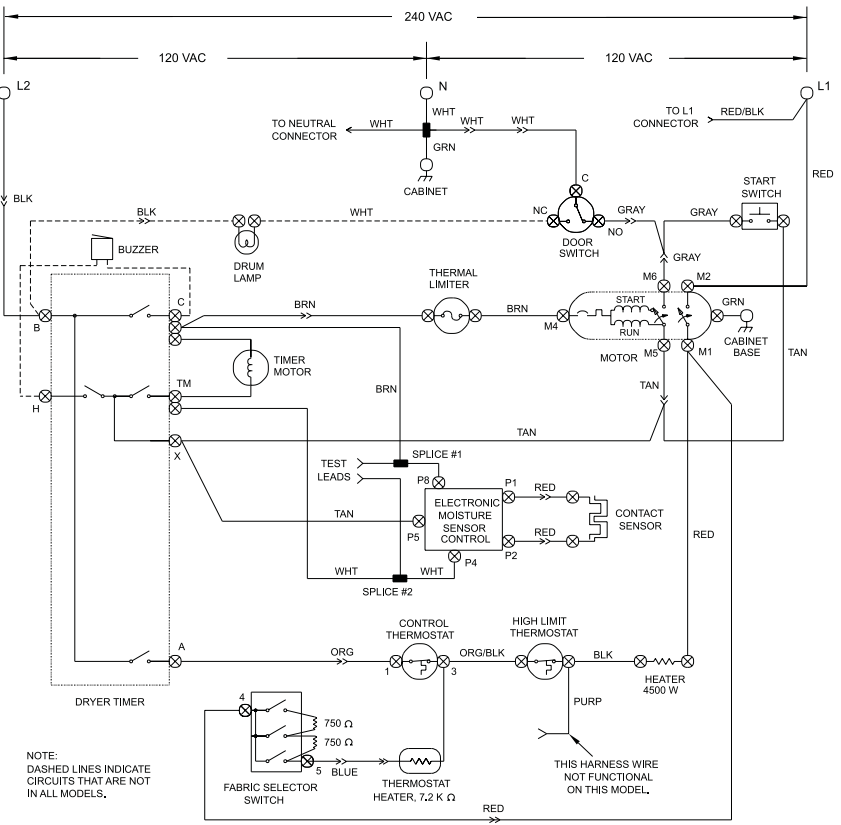 240 VAC
120 VAC
120 VAC
L2
N
L1
WHT
TO L1
CONNECTOR
RED/BLK
TO NEUTRAL
CONNECTOR
WHT
WHT
WHT
GRN
CABINET
RED
BLK
C
START
SWITCH
BLK
WHT
NC
GRAY
NO
GRAY
DOOR
SWITCH
BUZZER
DRUM
LAMP
GRAY
THERMAL
LIMITER
M6
M2
C
BRN
BRN
START
GRN
B
M4
RUN
CABINET
BASE
MOTOR
M5
M1
TAN
TIMER
MOTOR
TM
BRN
TAN
H
TAN
X
SPLICE #1
TEST
LEADS
P8
P1
RED
ELECTRONIC
MOISTURE
SENSOR
CONTROL
CONTACT
SENSOR
TAN
P5
RED
P2
RED
P4
WHT
WHT
SPLICE #2
CONTROL
THERMOSTAT
HIGH LIMIT
THERMOSTAT
A
ORG
ORG/BLK
BLK
1
3
HEATER
4500 W
DRYER TIMER
4
PURP
750 Ω
750 Ω
5
BLUE
NOTE:
DASHED LINES INDICATE
CIRCUITS THAT ARE NOT
IN ALL MODELS.
FABRIC SELECTOR
SWITCH
THERMOSTAT
HEATER, 7.2 K Ω
THIS HARNESS WIRE
NOT FUNCTIONAL
ON THIS MODEL.
RED